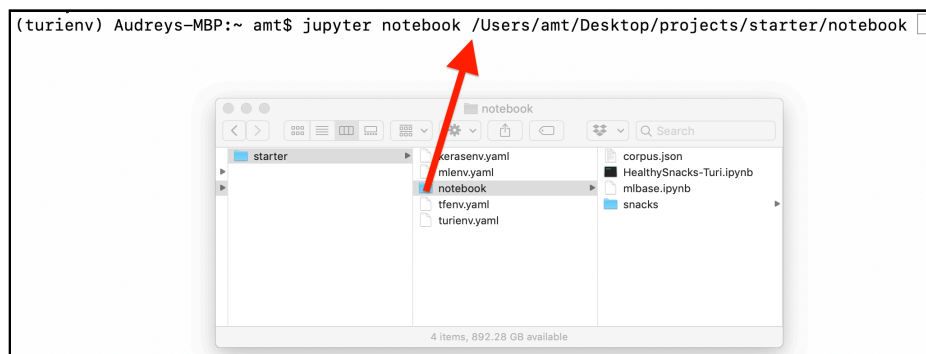 (turienv) Audreys-MBP:~ amt$ jupyter notebook /Users/amt/Desktop/projects/starter/notebook
notebook
Search
starter
kerasenv.yaml
mlenv.yaml
notebook
tfenv.yaml
turienv.yaml
corpus.json
HealthySnacks-Turi.ipynb
mlbase.ipynb
snacks
4 items, 892.28 GB available